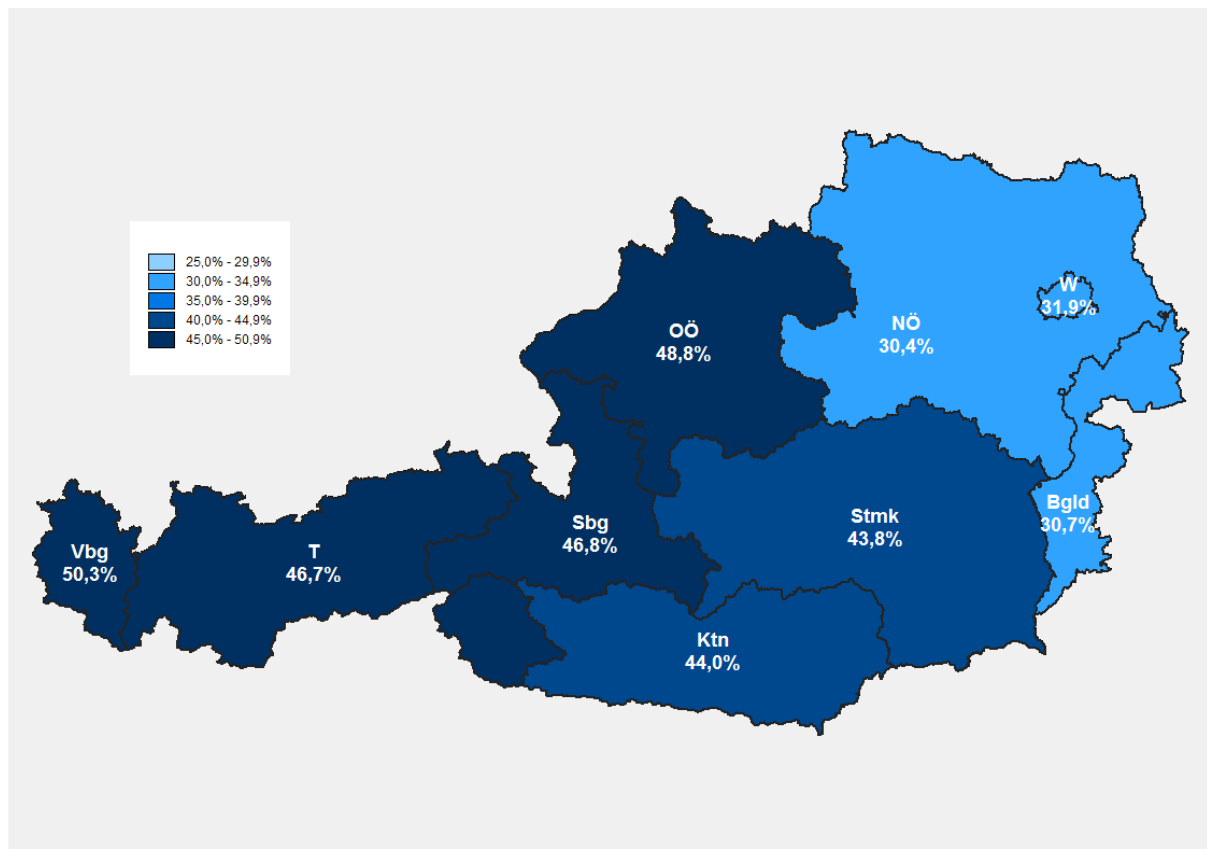 25,0% - 29,9%
30,0% - 34,9%
35,0% - 39,9%
40,0% - 44,9%
45,0% - 50,9%
W
31,9%
NÖ
30,4%
OÖ
48,8%
Bgld
30,7%
Stmk
43,8%
Sbg
46,8%
Vbg
50,3%
T
46,7%
Ktn
44,0%